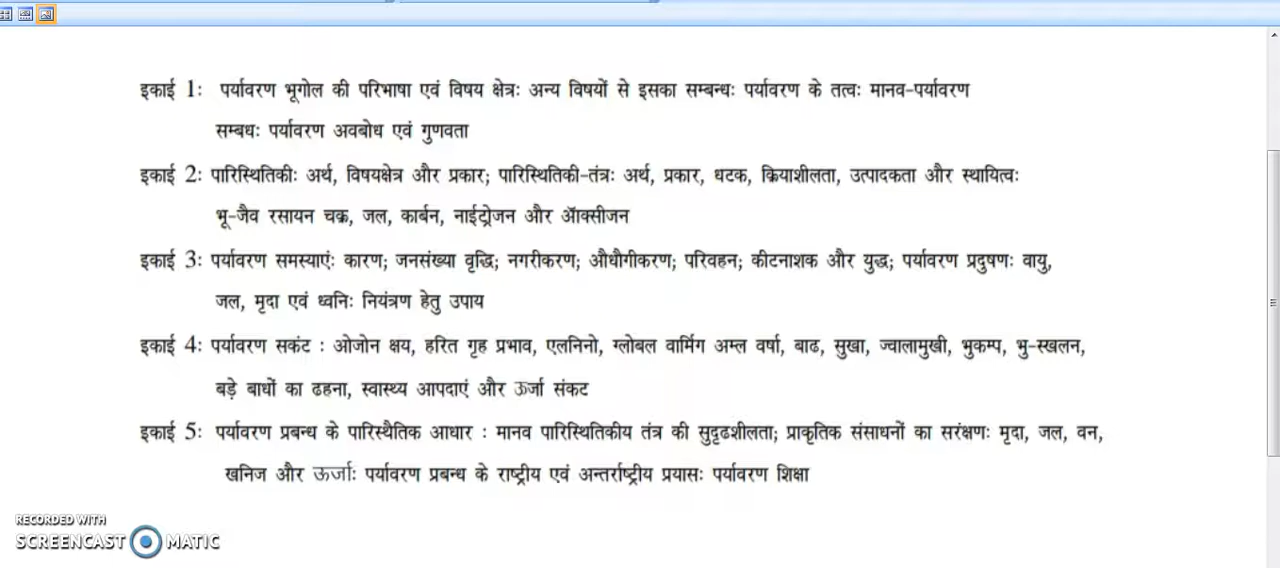 इकाई 1: पर्यावरण भूगोल की परिभाषा एवं विषय क्षेत्रः अन्य विषयों से इसका सम्बन्धः पर्यावरण के तत्वः मानव-पर्यावरण
सम्बधः पर्यावरण अवबोध एवं गुणवता
इकाई 2: पारिस्थितिकीः अर्थ, विषयक्षेत्र और प्रकार; पारिस्थितिकी-तंत्रः अर्थ, प्रकार, धटक, क्रियाशीलता, उत्पादकता और स्थायित्वः
भू-जैव रसायन चक्र, जल, कार्बन, नाईट्रोजन और ऑक्सीजन
इकाई 3: पर्यावरण समस्याएंः कारण; जनसंख्या वृद्धि; नगरीकरण; औधौगीकरण; परिवहन; कीटनाशक और युद्ध; पर्यावरण प्रदुषणः वायु,
जल, मृदा एवं ध्वनिः नियंत्रण हेतु उपाय
इकाई 4: पर्यावरण सकंट : ओजोन क्षय, हरित गृह प्रभाव, एलनिनो, ग्लोबल वार्मिग अम्ल वर्षा, बाढ, सुखा, ज्वालामुखी, भुकम्प, भु-स्खलन,
बड़े बाधों का ढहना, स्वास्थ्य आपदाएं और ऊर्जा संकट
इकाई 5: पर्यावरण प्रबन्ध के पारिस्थैतिक आधार : मानव पारिस्थितिकीय तंत्र की सुदृढशीलता; प्राकृतिक संसाधनों का सरंक्षणः मृदा, जल, वन,
खनिज और ऊर्जाः पर्यावरण प्रबन्ध के राष्ट्रीय एवं अन्तर्राष्ट्रीय प्रयासः पर्यावरण शिक्षा
RECORDED WITH
SCREENCAST MATIC